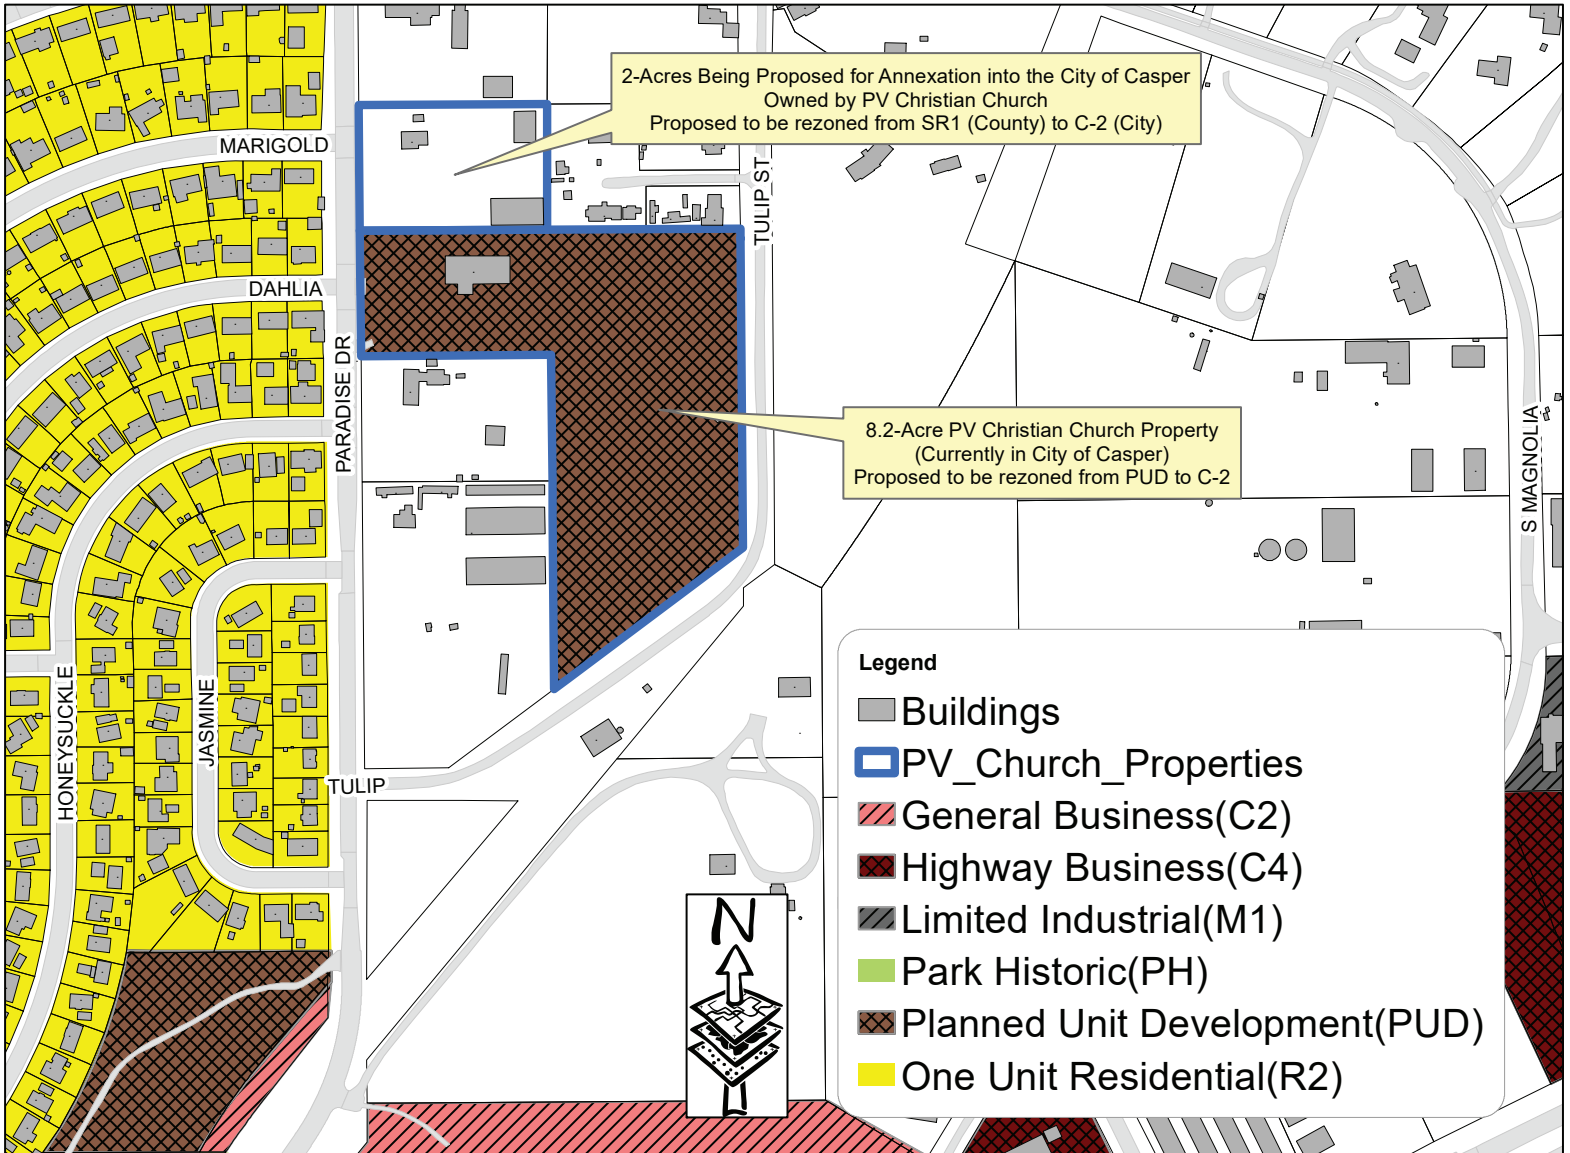 2-Acres Being Proposed for Annexation into the City of Casper
Owned by PV Christian Church
Proposed to be rezoned from SR1 (County) to C-2 (City)
MARIGOLD
TULIP ST
DAHLIA
PARADISE DR
8.2-Acre PV Christian Church Property
(Currently in City of Casper)
Proposed to be rezoned from PUD to C-2
S MAGNOLIA
HONEYSUCKLE
JASMINE
TULIP
Legend
Buildings
PV_Church_Properties
General Business(C2)
Highway Business(C4)
Limited Industrial(M1)
Park Historic(PH)
Planned Unit Development(PUD)
One Unit Residential(R2)
N